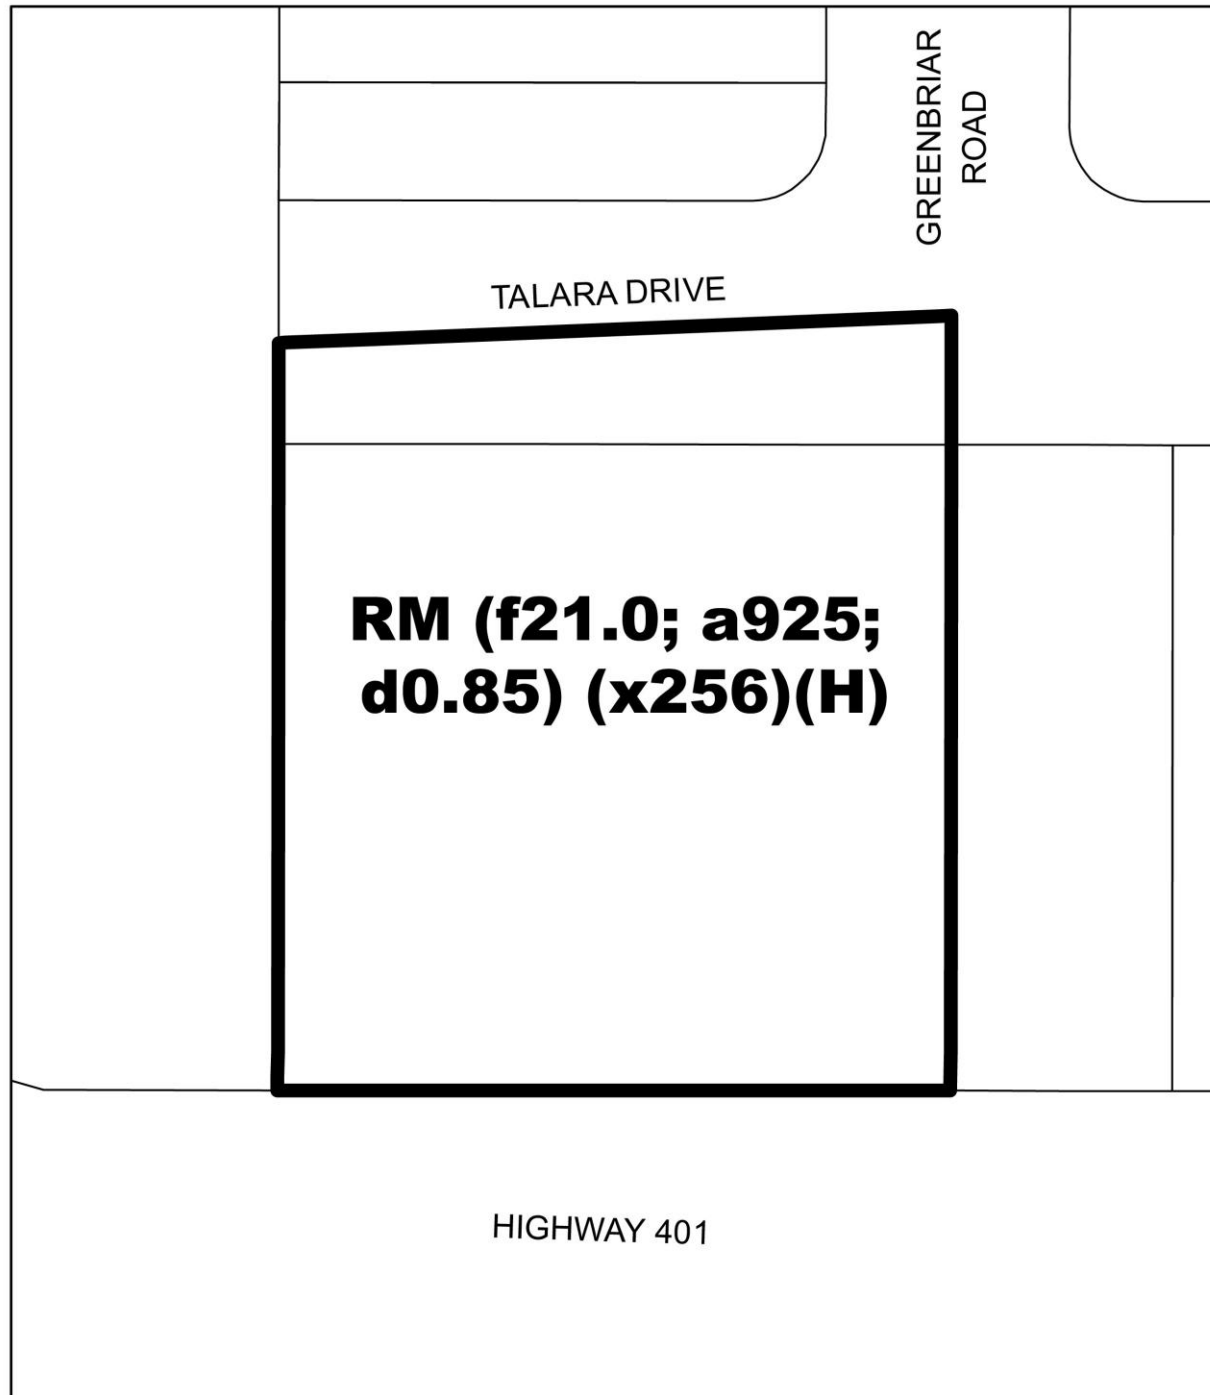 GREENBRIAR
ROAD
TALARA DRIVE
RM (f21.0; a925;
d0.85) (x256)(H)
HIGHWAY 401